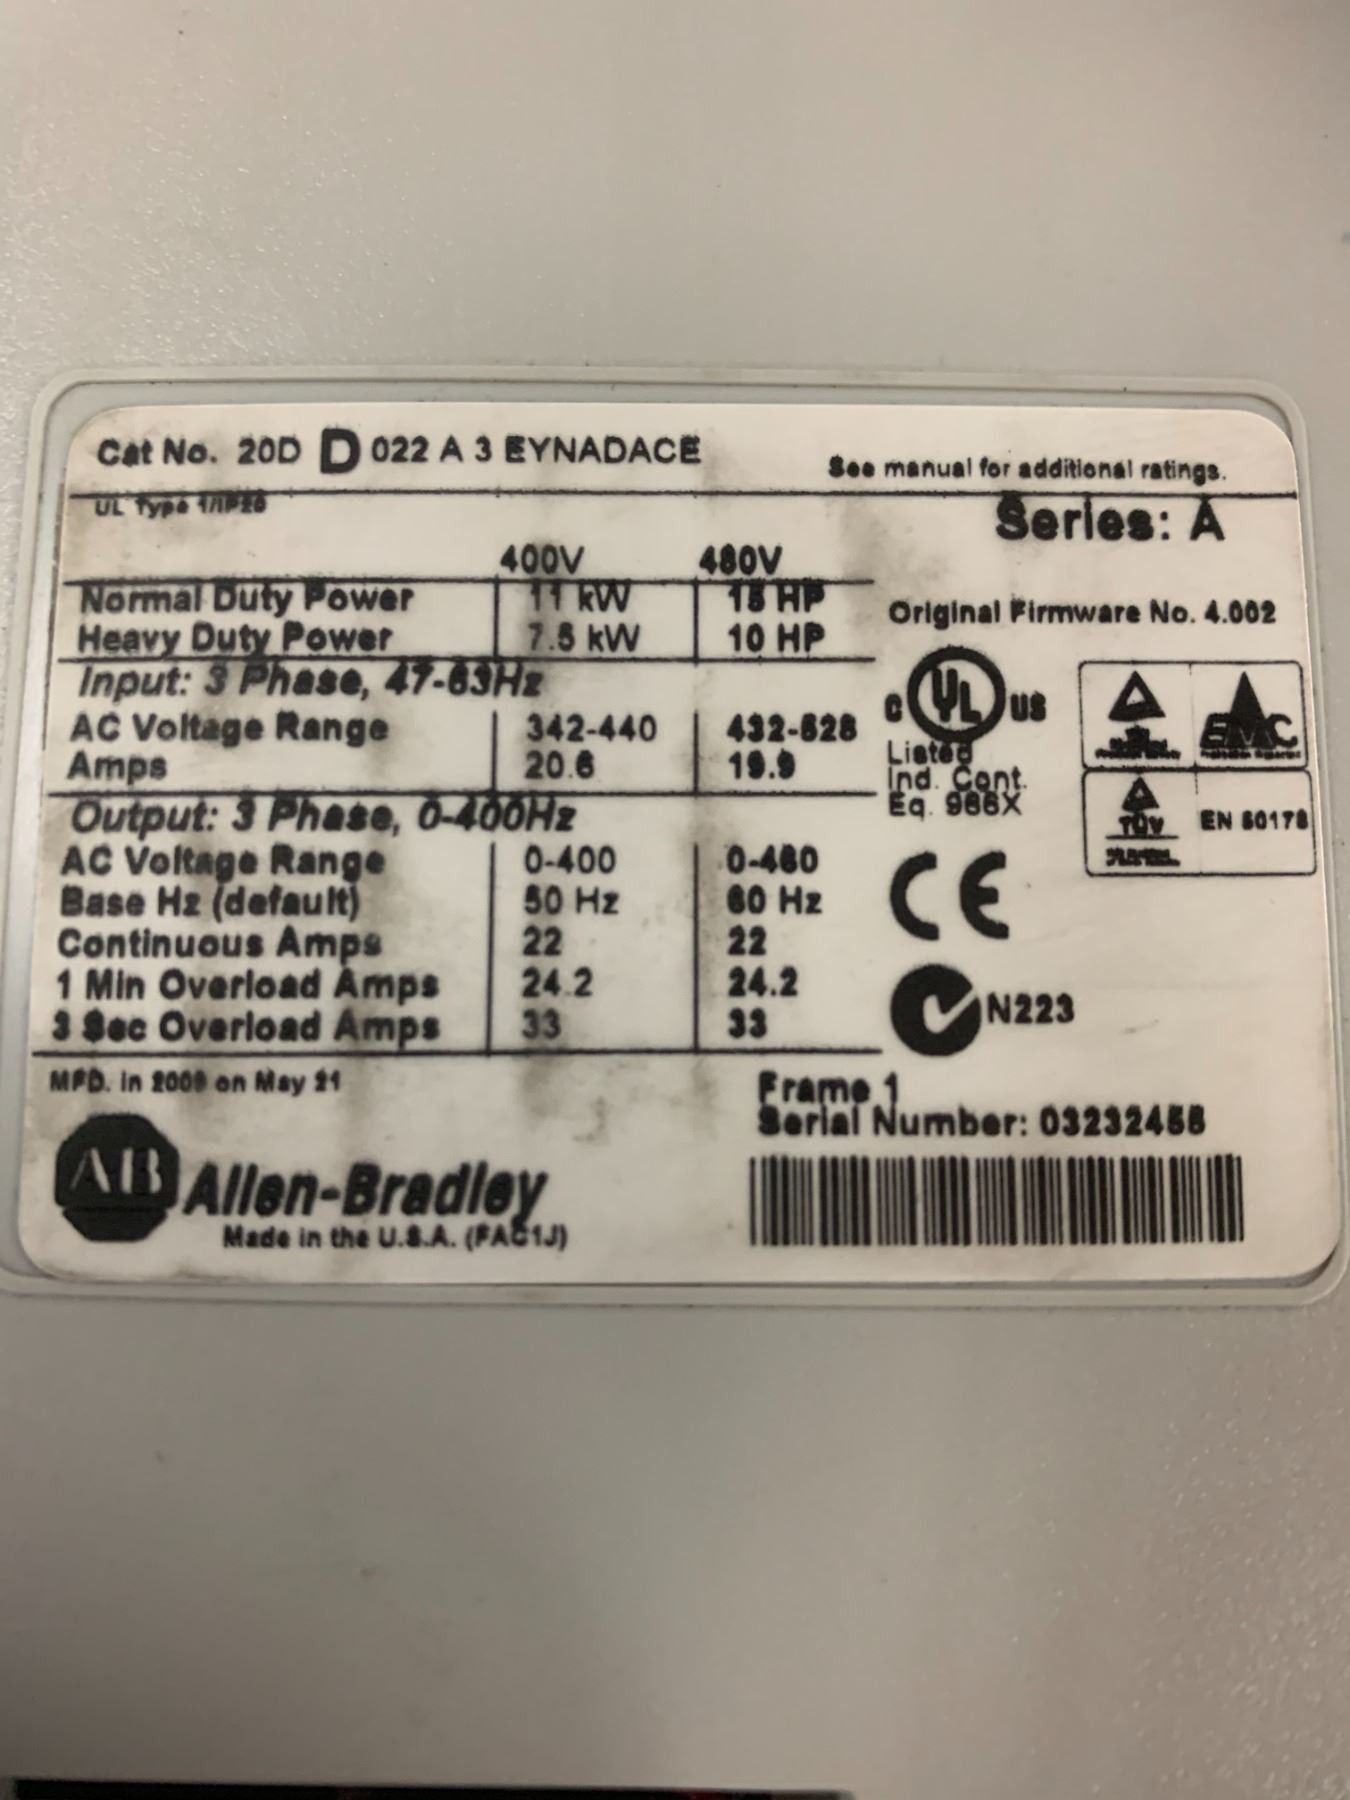 Cat No. 20D D 022 A 3 EYNADACE
See manual for additional ratings.
UL Type 1/IP20
Series: A
400V 480V
Normal Duty Power 11 kW 15 HP
Heavy Duty Power 7.5 kW 10 HP
Original Firmware No. 4.002
Input: 3 Phase, 47-63Hz
AC Voltage Range 342-440 432-528
Amps 20.6 19.9
C UL US
Listed
Ind. Cont.
Eq. 966X
EMC
TÜV
EN 50178
Output: 3 Phase, 0-400Hz
AC Voltage Range 0-400 0-460
Base Hz (default) 50 Hz 60 Hz
Continuous Amps 22 22
1 Min Overload Amps 24.2 24.2
3 Sec Overload Amps 33 33
CE
N223
MFD. in 2009 on May 21
Frame 1
Serial Number: 03232456
AB Allen-Bradley
Made in the U.S.A. (FAC1J)